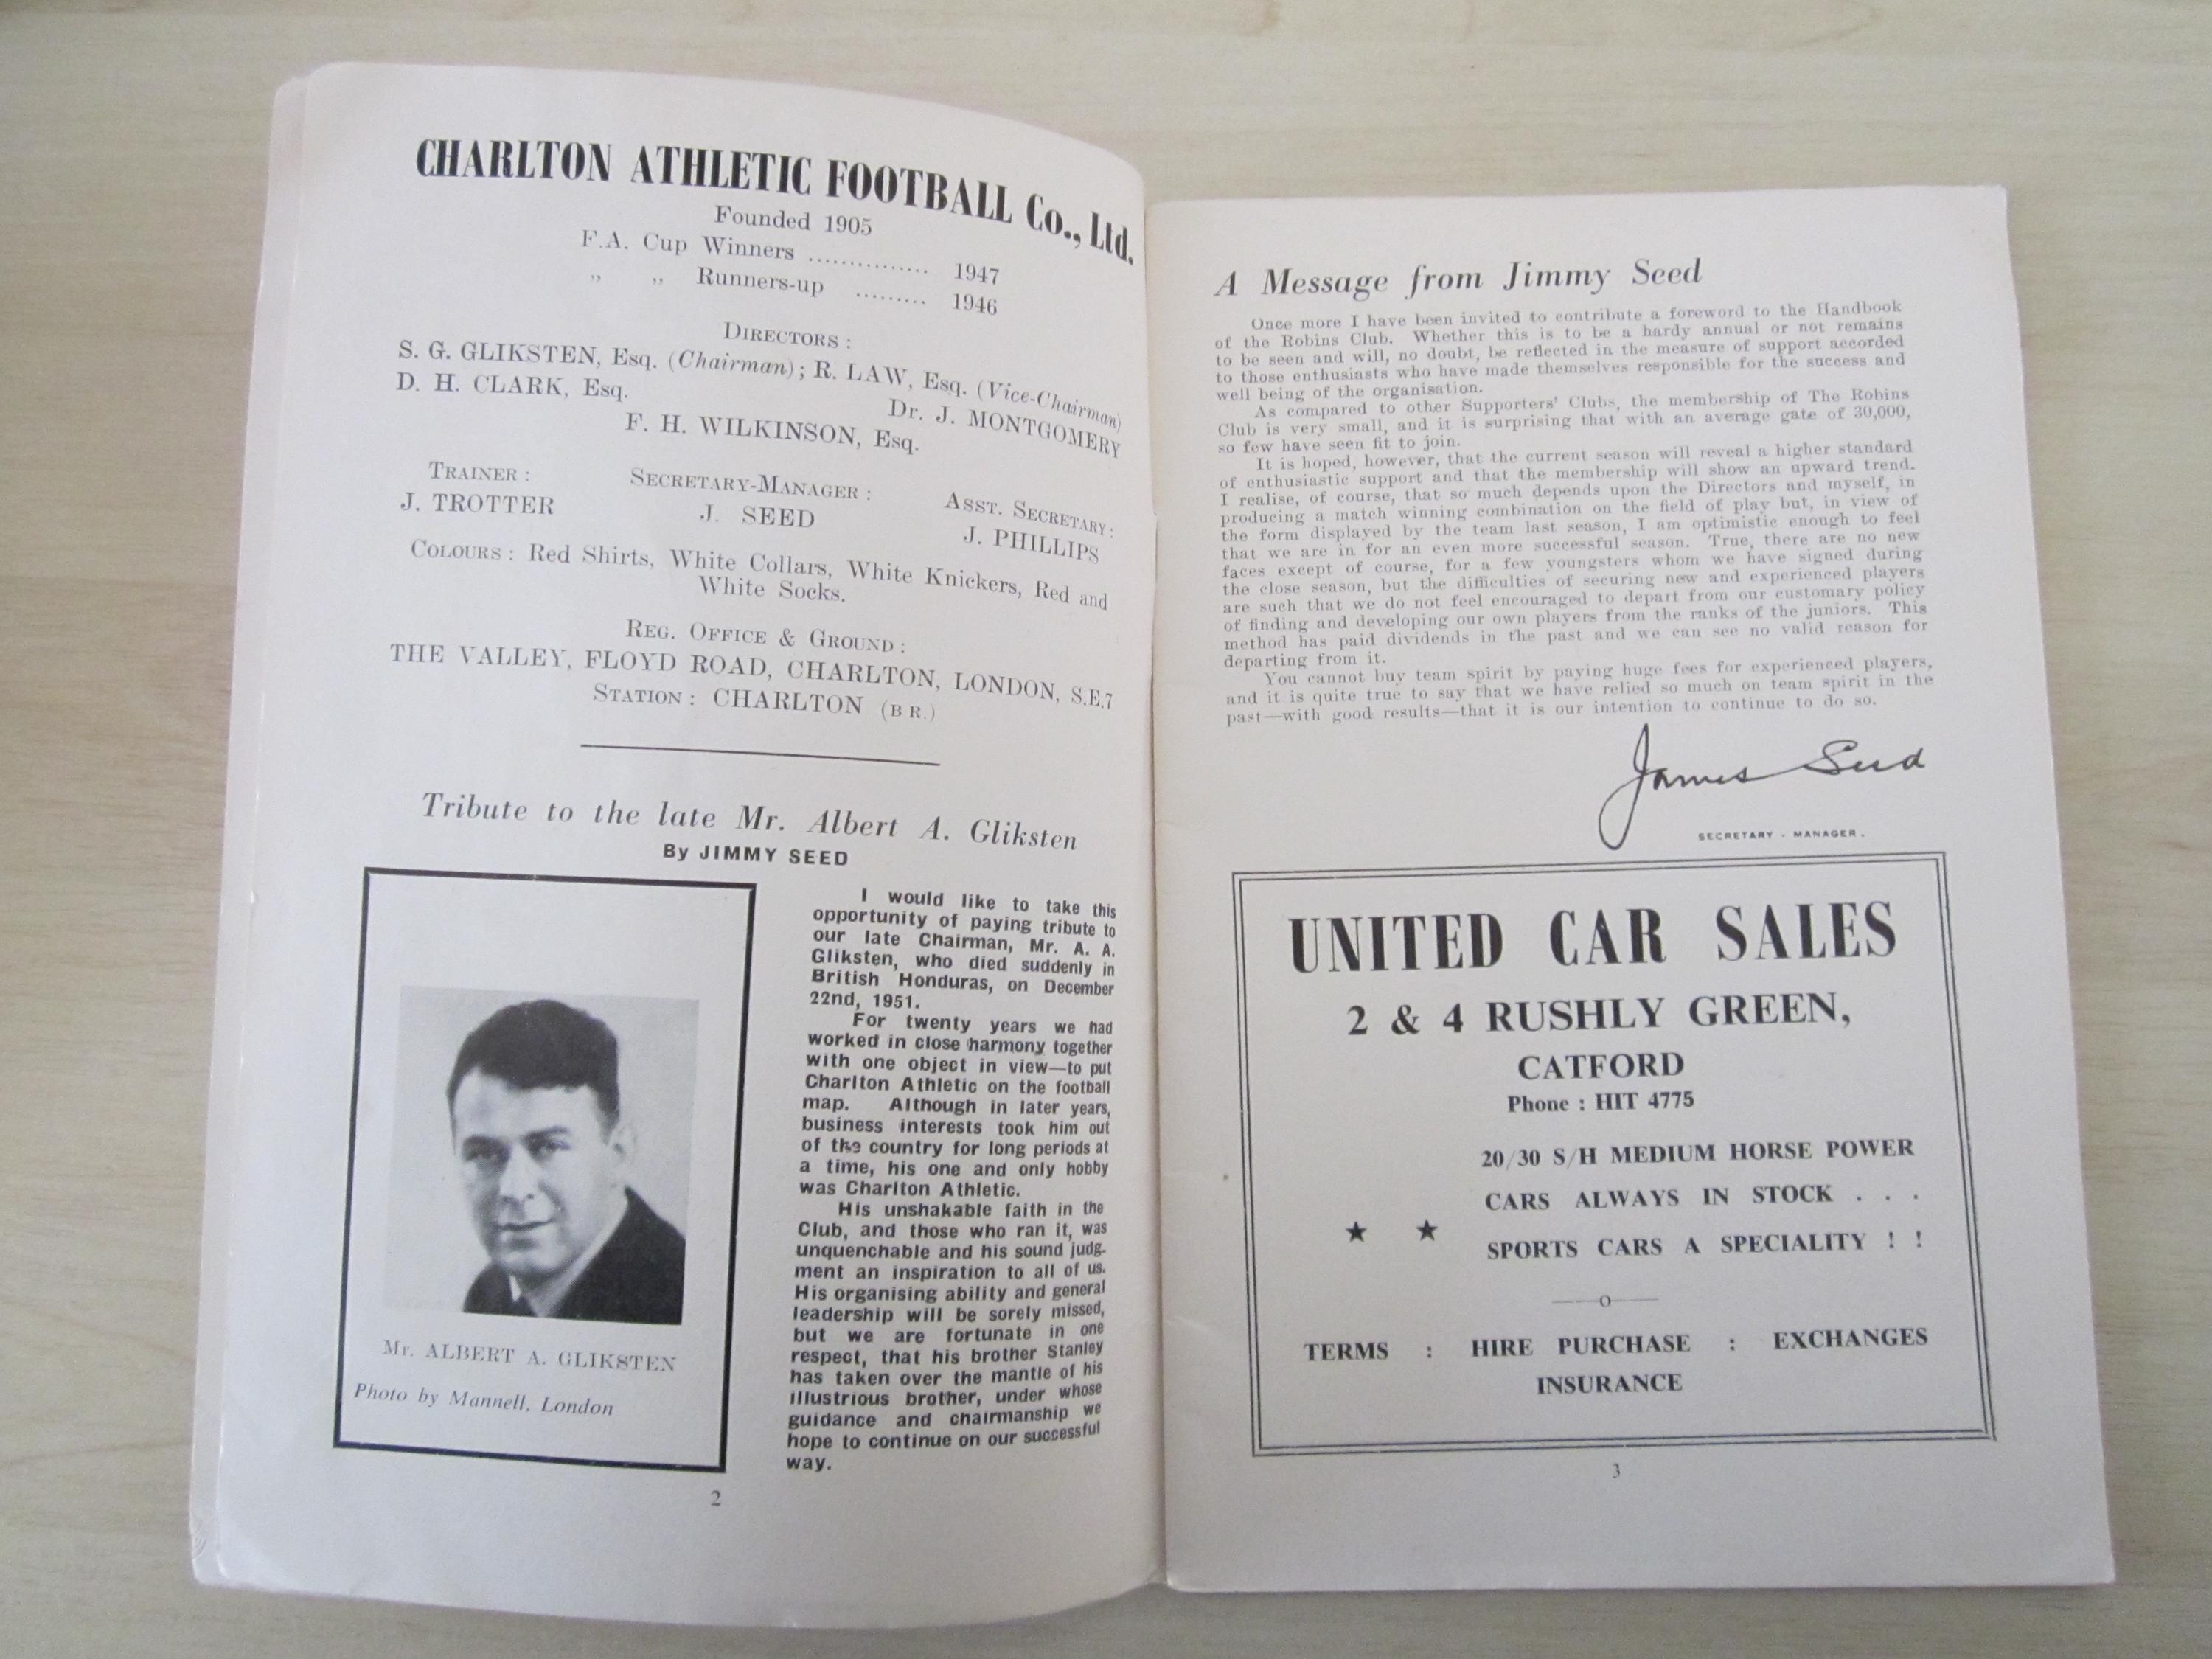 CHARLTON ATHLETIC FOOTBALL Co., Ltd.
Founded 1905
F.A. Cup Winners ............... 1947
„ „ Runners-up ......... 1946
DIRECTORS :
S. G. GLIKSTEN, Esq. (Chairman) ; R. LAW, Esq. (Vice-Chairman)
D. H. CLARK, Esq. Dr. J. MONTGOMERY
F. H. WILKINSON, Esq.
TRAINER : SECRETARY-MANAGER : ASST. SECRETARY :
J. TROTTER J. SEED J. PHILLIPS
COLOURS : Red Shirts, White Collars, White Knickers, Red and
White Socks.
REG. OFFICE & GROUND :
THE VALLEY, FLOYD ROAD, CHARLTON, LONDON, S.E.7
STATION : CHARLTON (B R.)
Tribute to the late Mr. Albert A. Gliksten
By JIMMY SEED
Mr. ALBERT A. GLIKSTEN
Photo by Mannell, London
I would like to take this
opportunity of paying tribute to
our late Chairman, Mr. A. A.
Gliksten, who died suddenly in
British Honduras, on December
22nd, 1951.
For twenty years we had
worked in close harmony together
with one object in view—to put
Charlton Athletic on the football
map. Although in later years,
business interests took him out
of the country for long periods at
a time, his one and only hobby
was Charlton Athletic.
His unshakable faith in the
Club, and those who ran it, was
unquenchable and his sound judg-
ment an inspiration to all of us.
His organising ability and general
leadership will be sorely missed,
but we are fortunate in one
respect, that his brother Stanley
has taken over the mantle of his
illustrious brother, under whose
guidance and chairmanship we
hope to continue on our successful
way.
2
A Message from Jimmy Seed
Once more I have been invited to contribute a foreword to the Handbook
of the Robins Club. Whether this is to be a hardy annual or not remains
to be seen and will, no doubt, be reflected in the measure of support accorded
to those enthusiasts who have made themselves responsible for the success and
well being of the organisation.
As compared to other Supporters' Clubs, the membership of The Robins
Club is very small, and it is surprising that with an average gate of 30,000,
so few have seen fit to join.
It is hoped, however, that the current season will reveal a higher standard
of enthusiastic support and that the membership will show an upward trend.
I realise, of course, that so much depends upon the Directors and myself, in
producing a match winning combination on the field of play but, in view of
the form displayed by the team last season, I am optimistic enough to feel
that we are in for an even more successful season. True, there are no new
faces except of course, for a few youngsters whom we have signed during
the close season, but the difficulties of securing new and experienced players
are such that we do not feel encouraged to depart from our customary policy
of finding and developing our own players from the ranks of the juniors. This
method has paid dividends in the past and we can see no valid reason for
departing from it.
You cannot buy team spirit by paying huge fees for experienced players,
and it is quite true to say that we have relied so much on team spirit in the
past—with good results—that it is our intention to continue to do so.
James Seed
SECRETARY - MANAGER.
UNITED CAR SALES
2 & 4 RUSHLY GREEN,
CATFORD
Phone : HIT 4775
20/30 S/H MEDIUM HORSE POWER
CARS ALWAYS IN STOCK . . .
★ ★ SPORTS CARS A SPECIALITY ! !
—o—
TERMS : HIRE PURCHASE : EXCHANGES
INSURANCE
3